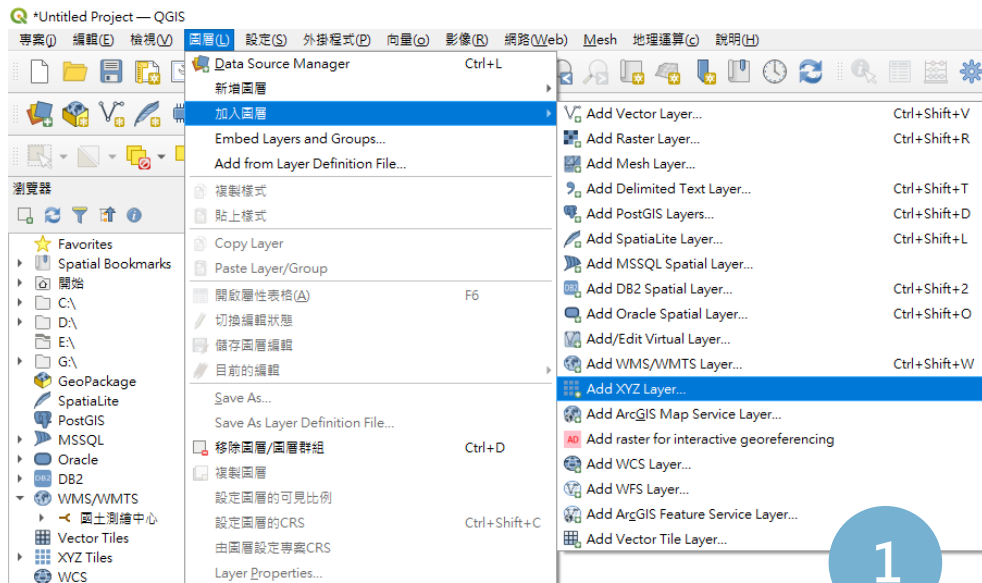 *Untitled Project — QGIS
專案(J) 編輯(E) 檢視(V) 圖層(L) 設定(S) 外掛程式(P) 向量(O) 影像(R) 網路(Web) Mesh 地理運算(C) 說明(H)
Data Source Manager Ctrl+L
新增圖層
加入圖層
Embed Layers and Groups...
Add from Layer Definition File...
複製樣式
貼上樣式
Copy Layer
Paste Layer/Group
開啟屬性表格(A) F6
切換編輯狀態
儲存圖層編輯
目前的編輯
Save As...
Save As Layer Definition File...
移除圖層/圖層群組 Ctrl+D
複製圖層
設定圖層的可見比例
設定圖層的CRS Ctrl+Shift+C
由圖層設定專案CRS
Layer Properties...
Add Vector Layer... Ctrl+Shift+V
Add Raster Layer... Ctrl+Shift+R
Add Mesh Layer...
Add Delimited Text Layer... Ctrl+Shift+T
Add PostGIS Layers... Ctrl+Shift+D
Add SpatiaLite Layer... Ctrl+Shift+L
Add MSSQL Spatial Layer...
Add DB2 Spatial Layer... Ctrl+Shift+2
Add Oracle Spatial Layer... Ctrl+Shift+O
Add/Edit Virtual Layer...
Add WMS/WMTS Layer... Ctrl+Shift+W
Add XYZ Layer...
Add ArcGIS Map Service Layer...
AD Add raster for interactive georeferencing
Add WCS Layer...
Add WFS Layer...
Add ArcGIS Feature Service Layer...
Add Vector Tile Layer...
瀏覽器
Favorites
Spatial Bookmarks
開始
C:\
D:\
E:\
G:\
GeoPackage
SpatiaLite
PostGIS
MSSQL
Oracle
DB2 DB2
WMS/WMTS
國土測繪中心
Vector Tiles
XYZ Tiles
WCS
1